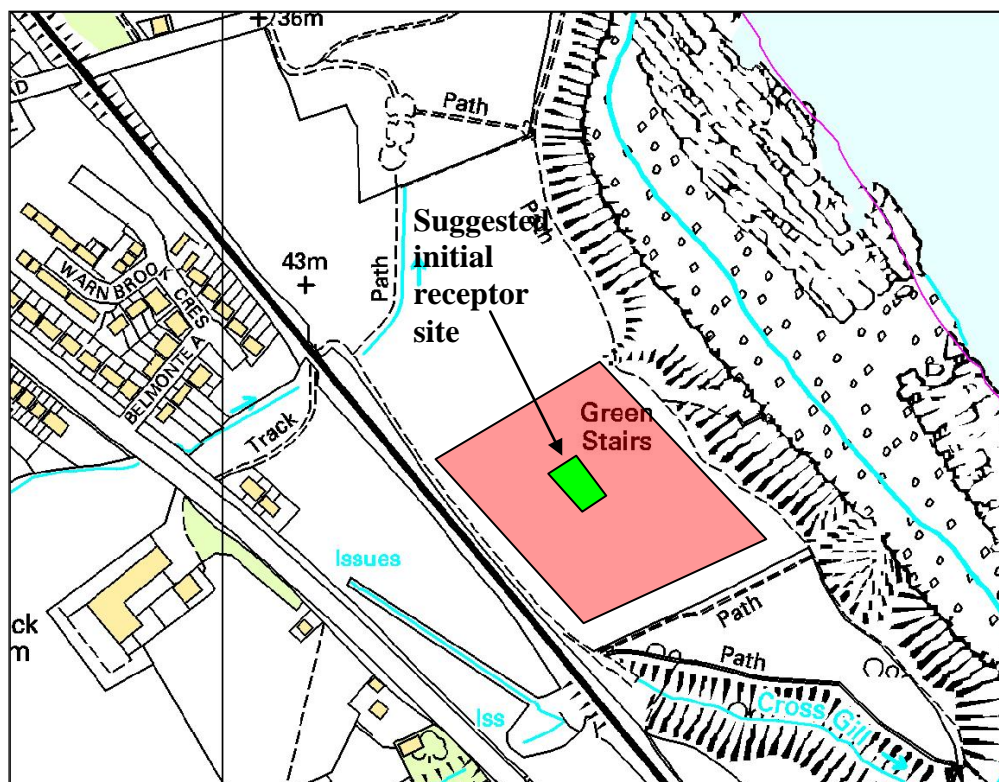 36m
D
Path
Path
Suggested
initial
receptor
site
43m
Path
WARN BROOK
CRES
BELMONTE A
Track
Green
Stairs
Issues
Path
Path
ck
m
Iss
Cross Gill